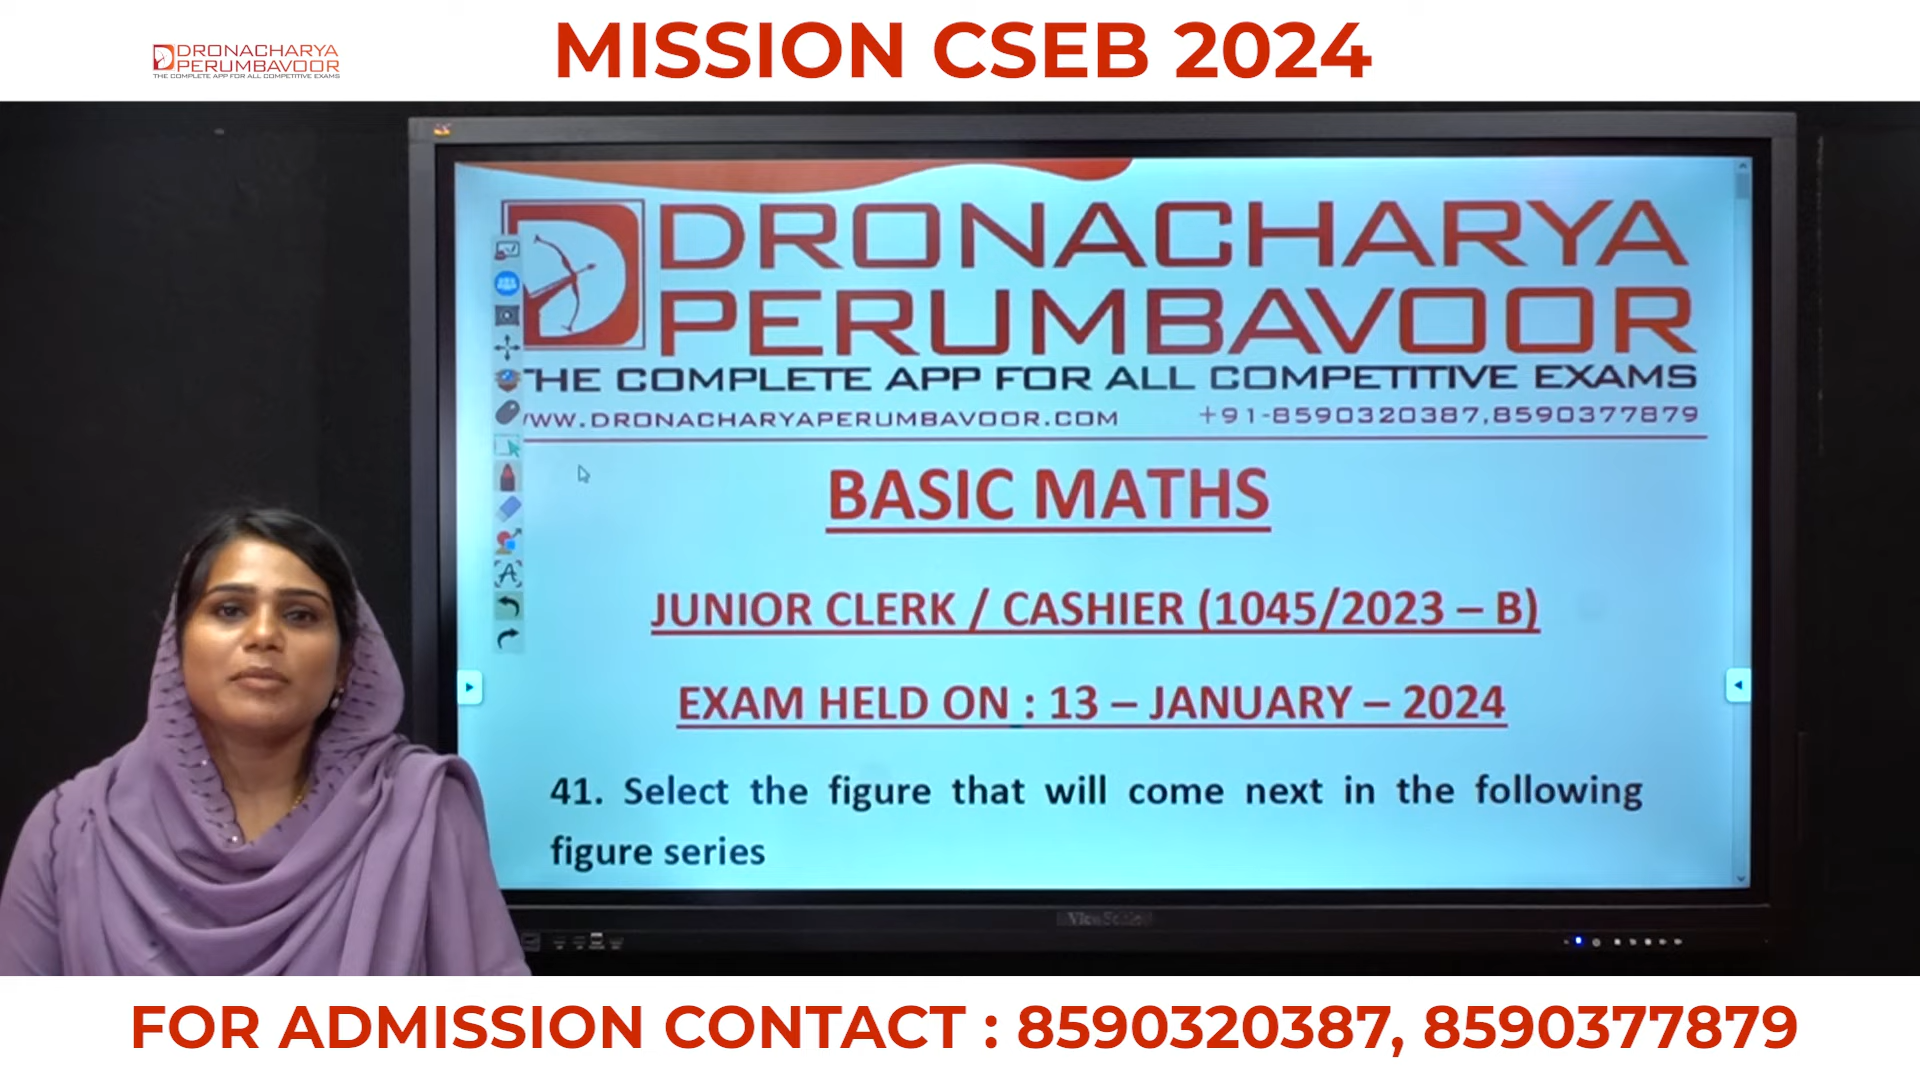 DRONACHARYA
PERUMBAVOOR
THE COMPLETE APP FOR ALL COMPETITIVE EXAMS
MISSION CSEB 2024
DRONACHARYA
PERUMBAVOOR
THE COMPLETE APP FOR ALL COMPETITIVE EXAMS
WWW.DRONACHARYAPERUMBAVOOR.COM +91-8590320387,8590377879
BASIC MATHS
JUNIOR CLERK / CASHIER (1045/2023 – B)
EXAM HELD ON : 13 – JANUARY – 2024
41. Select the figure that will come next in the following
figure series
ViewSonic
FOR ADMISSION CONTACT : 8590320387, 8590377879